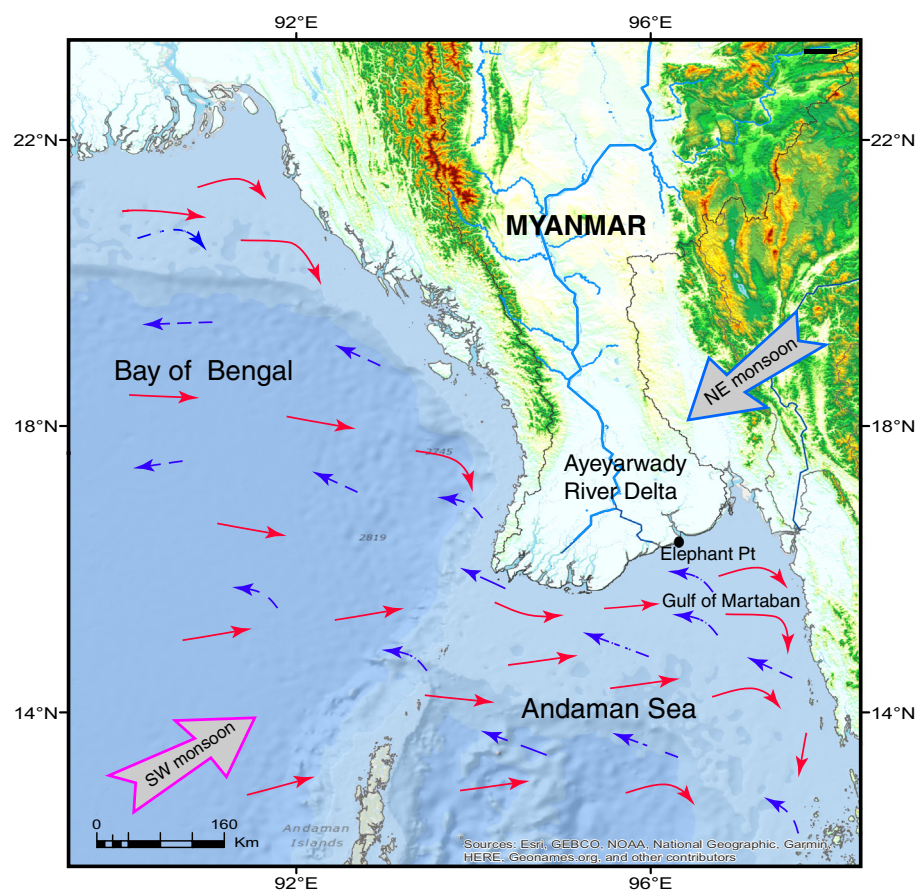 92°E 96°E
22°N 22°N
MYANMAR
Bay of Bengal
NE monsoon
18°N 18°N
2745
Ayeyarwady
River Delta
2819
Elephant Pt
Gulf of Martaban
Andaman Sea
14°N 14°N
SW monsoon
0 160
Km
Andaman
Islands
Sources: Esri, GEBCO, NOAA, National Geographic, Garmin,
HERE, Geonames.org, and other contributors
92°E 96°E